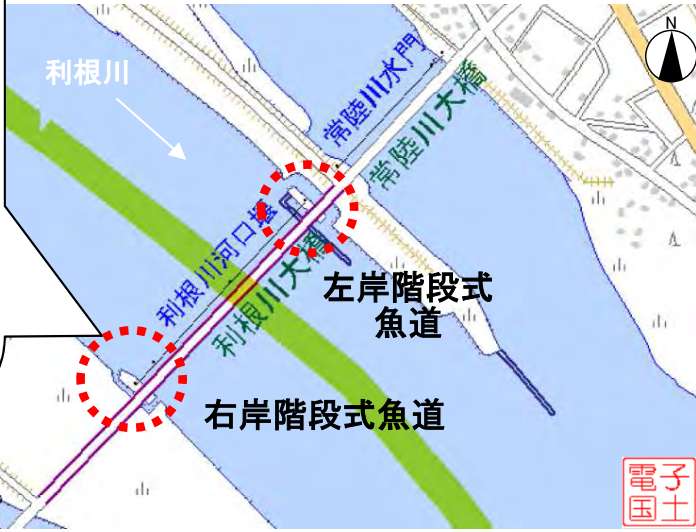 N
利根川
常陸川水門
常陸川大橋
利根川河口堰
利根川大橋
左岸階段式
魚道
右岸階段式魚道
電子
国土